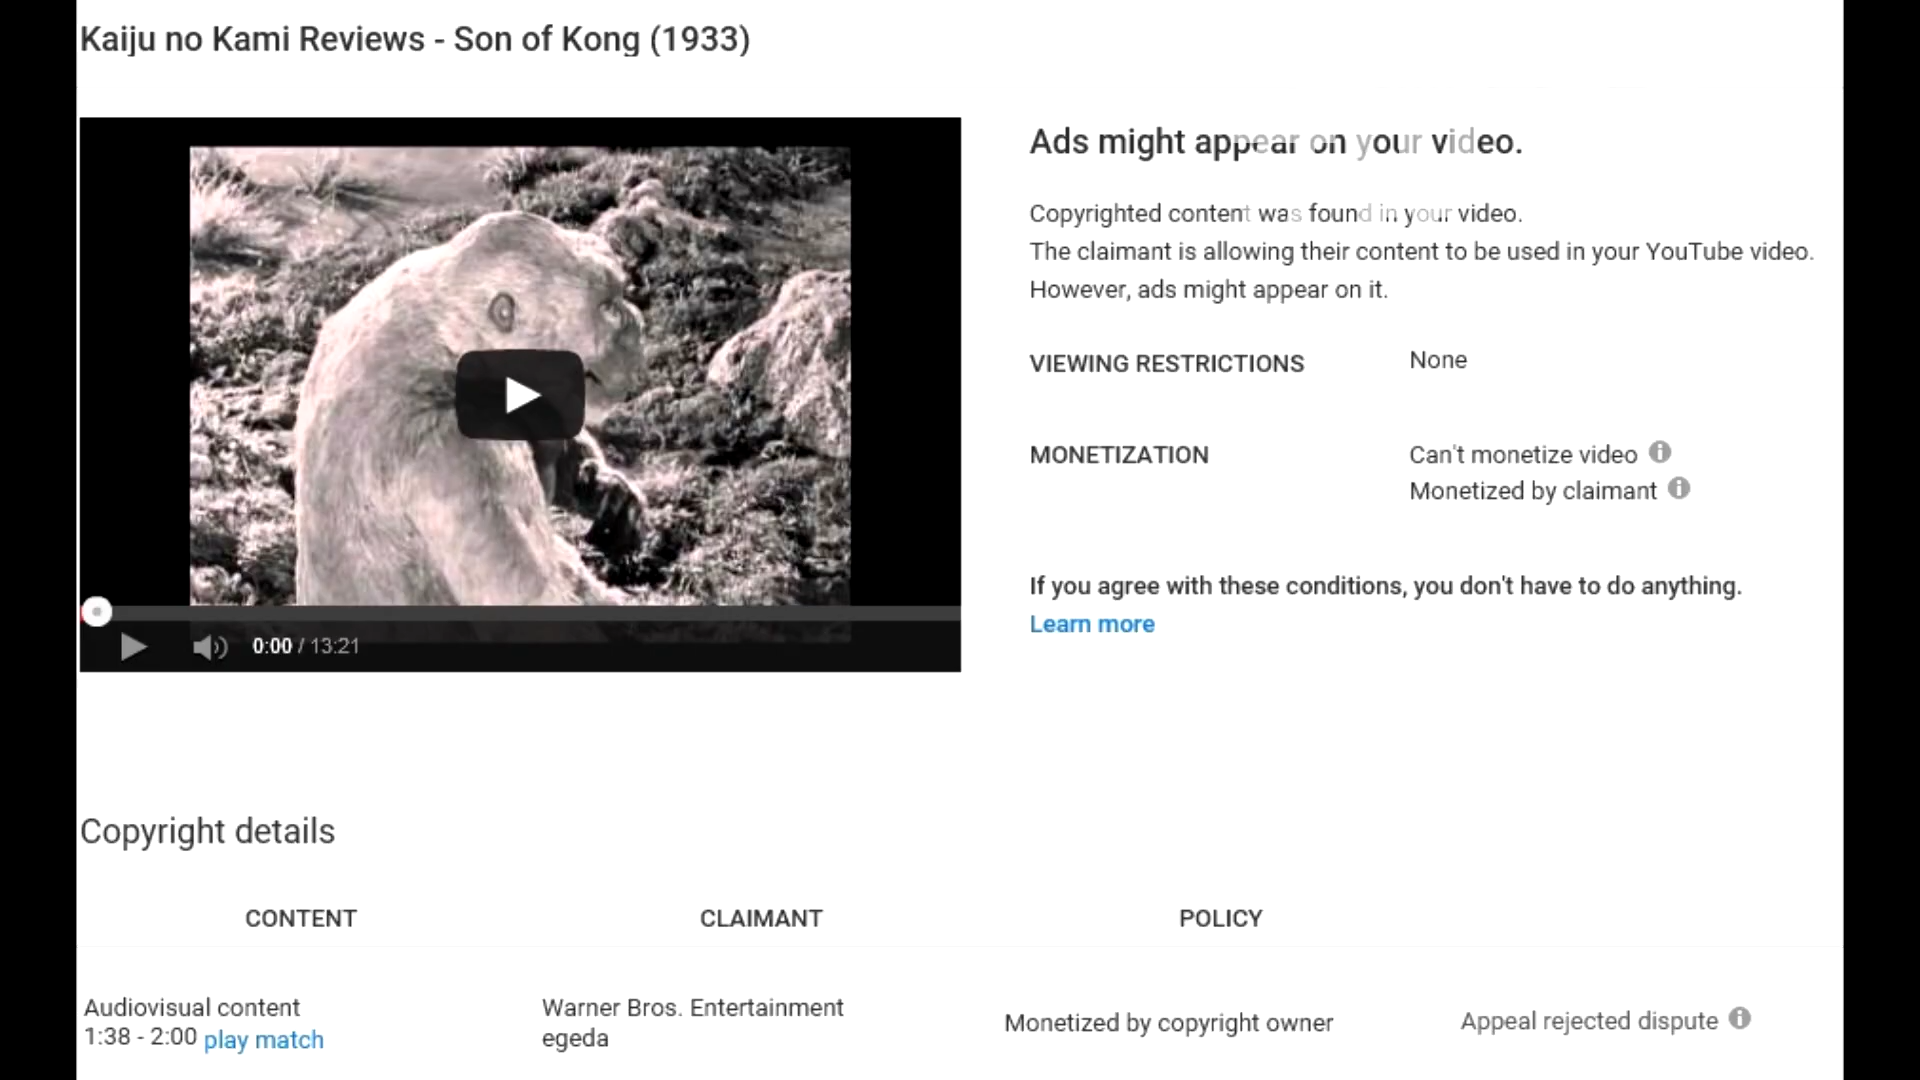 Kaiju no Kami Reviews - Son of Kong (1933)
Ads might appear on your video.
Copyrighted content was found in your video.
The claimant is allowing their content to be used in your YouTube video.
However, ads might appear on it.
VIEWING RESTRICTIONS None
MONETIZATION Can't monetize video
Monetized by claimant
If you agree with these conditions, you don't have to do anything.
Learn more
0:00 / 13:21
Copyright details
CONTENT CLAIMANT POLICY
Audiovisual content Warner Bros. Entertainment
1:38 - 2:00 play match egeda Monetized by copyright owner Appeal rejected dispute